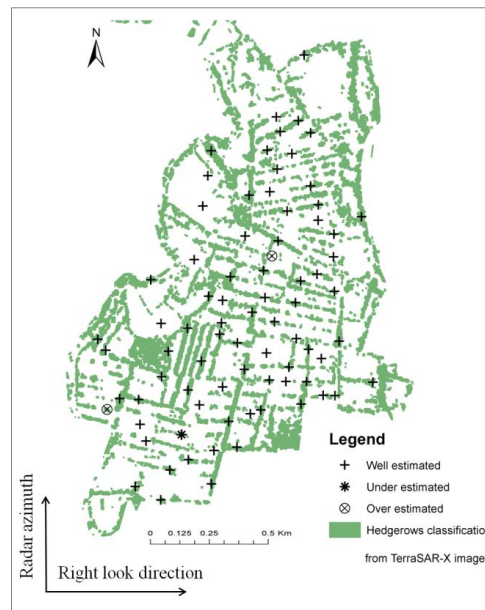 N
Legend
Well estimated
Under estimated
Over estimated
Hedgerows classificatio
from TerraSAR-X image
0 0.125 0.25 0.5 Km
Radar azimuth
Right look direction